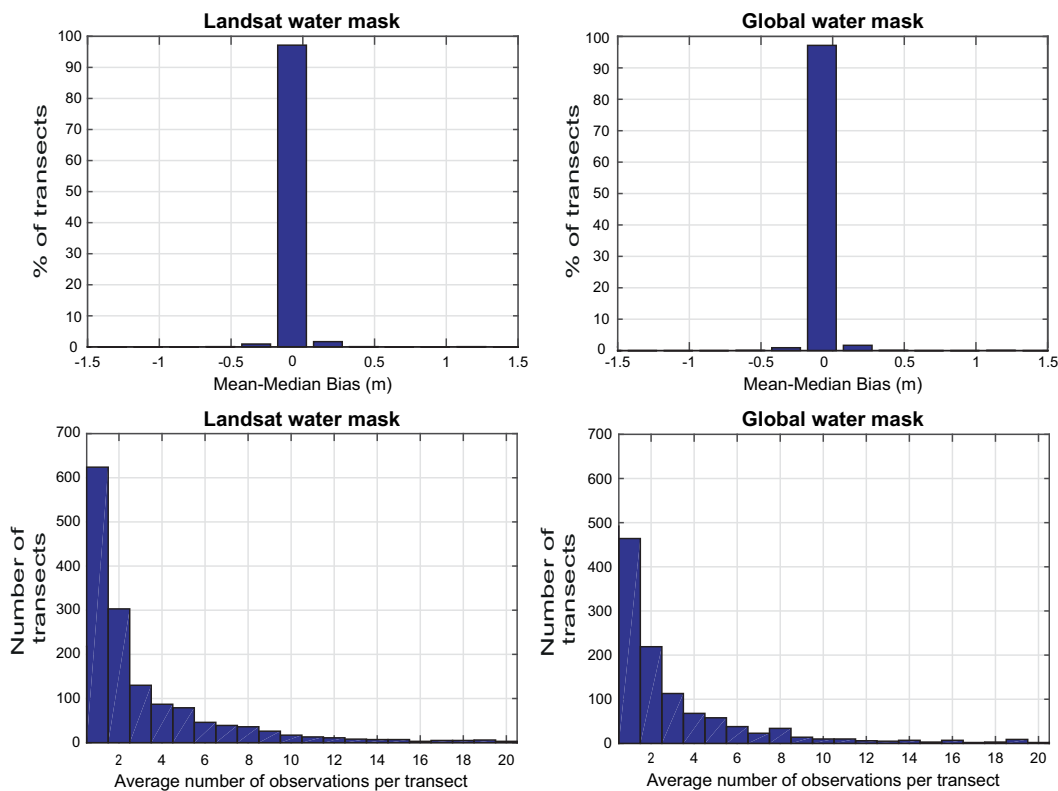 Landsat water mask
% of transects
100
90
80
70
60
50
40
30
20
10
0
-1.5 -1 -0.5 0 0.5 1 1.5
Mean-Median Bias (m)
Global water mask
% of transects
100
90
80
70
60
50
40
30
20
10
0
-1.5 -1 -0.5 0 0.5 1 1.5
Mean-Median Bias (m)
Landsat water mask
Number of
transects
700
600
500
400
300
200
100
0
2 4 6 8 10 12 14 16 18 20
Average number of observations per transect
Global water mask
Number of
transects
700
600
500
400
300
200
100
0
2 4 6 8 10 12 14 16 18 20
Average number of observations per transect